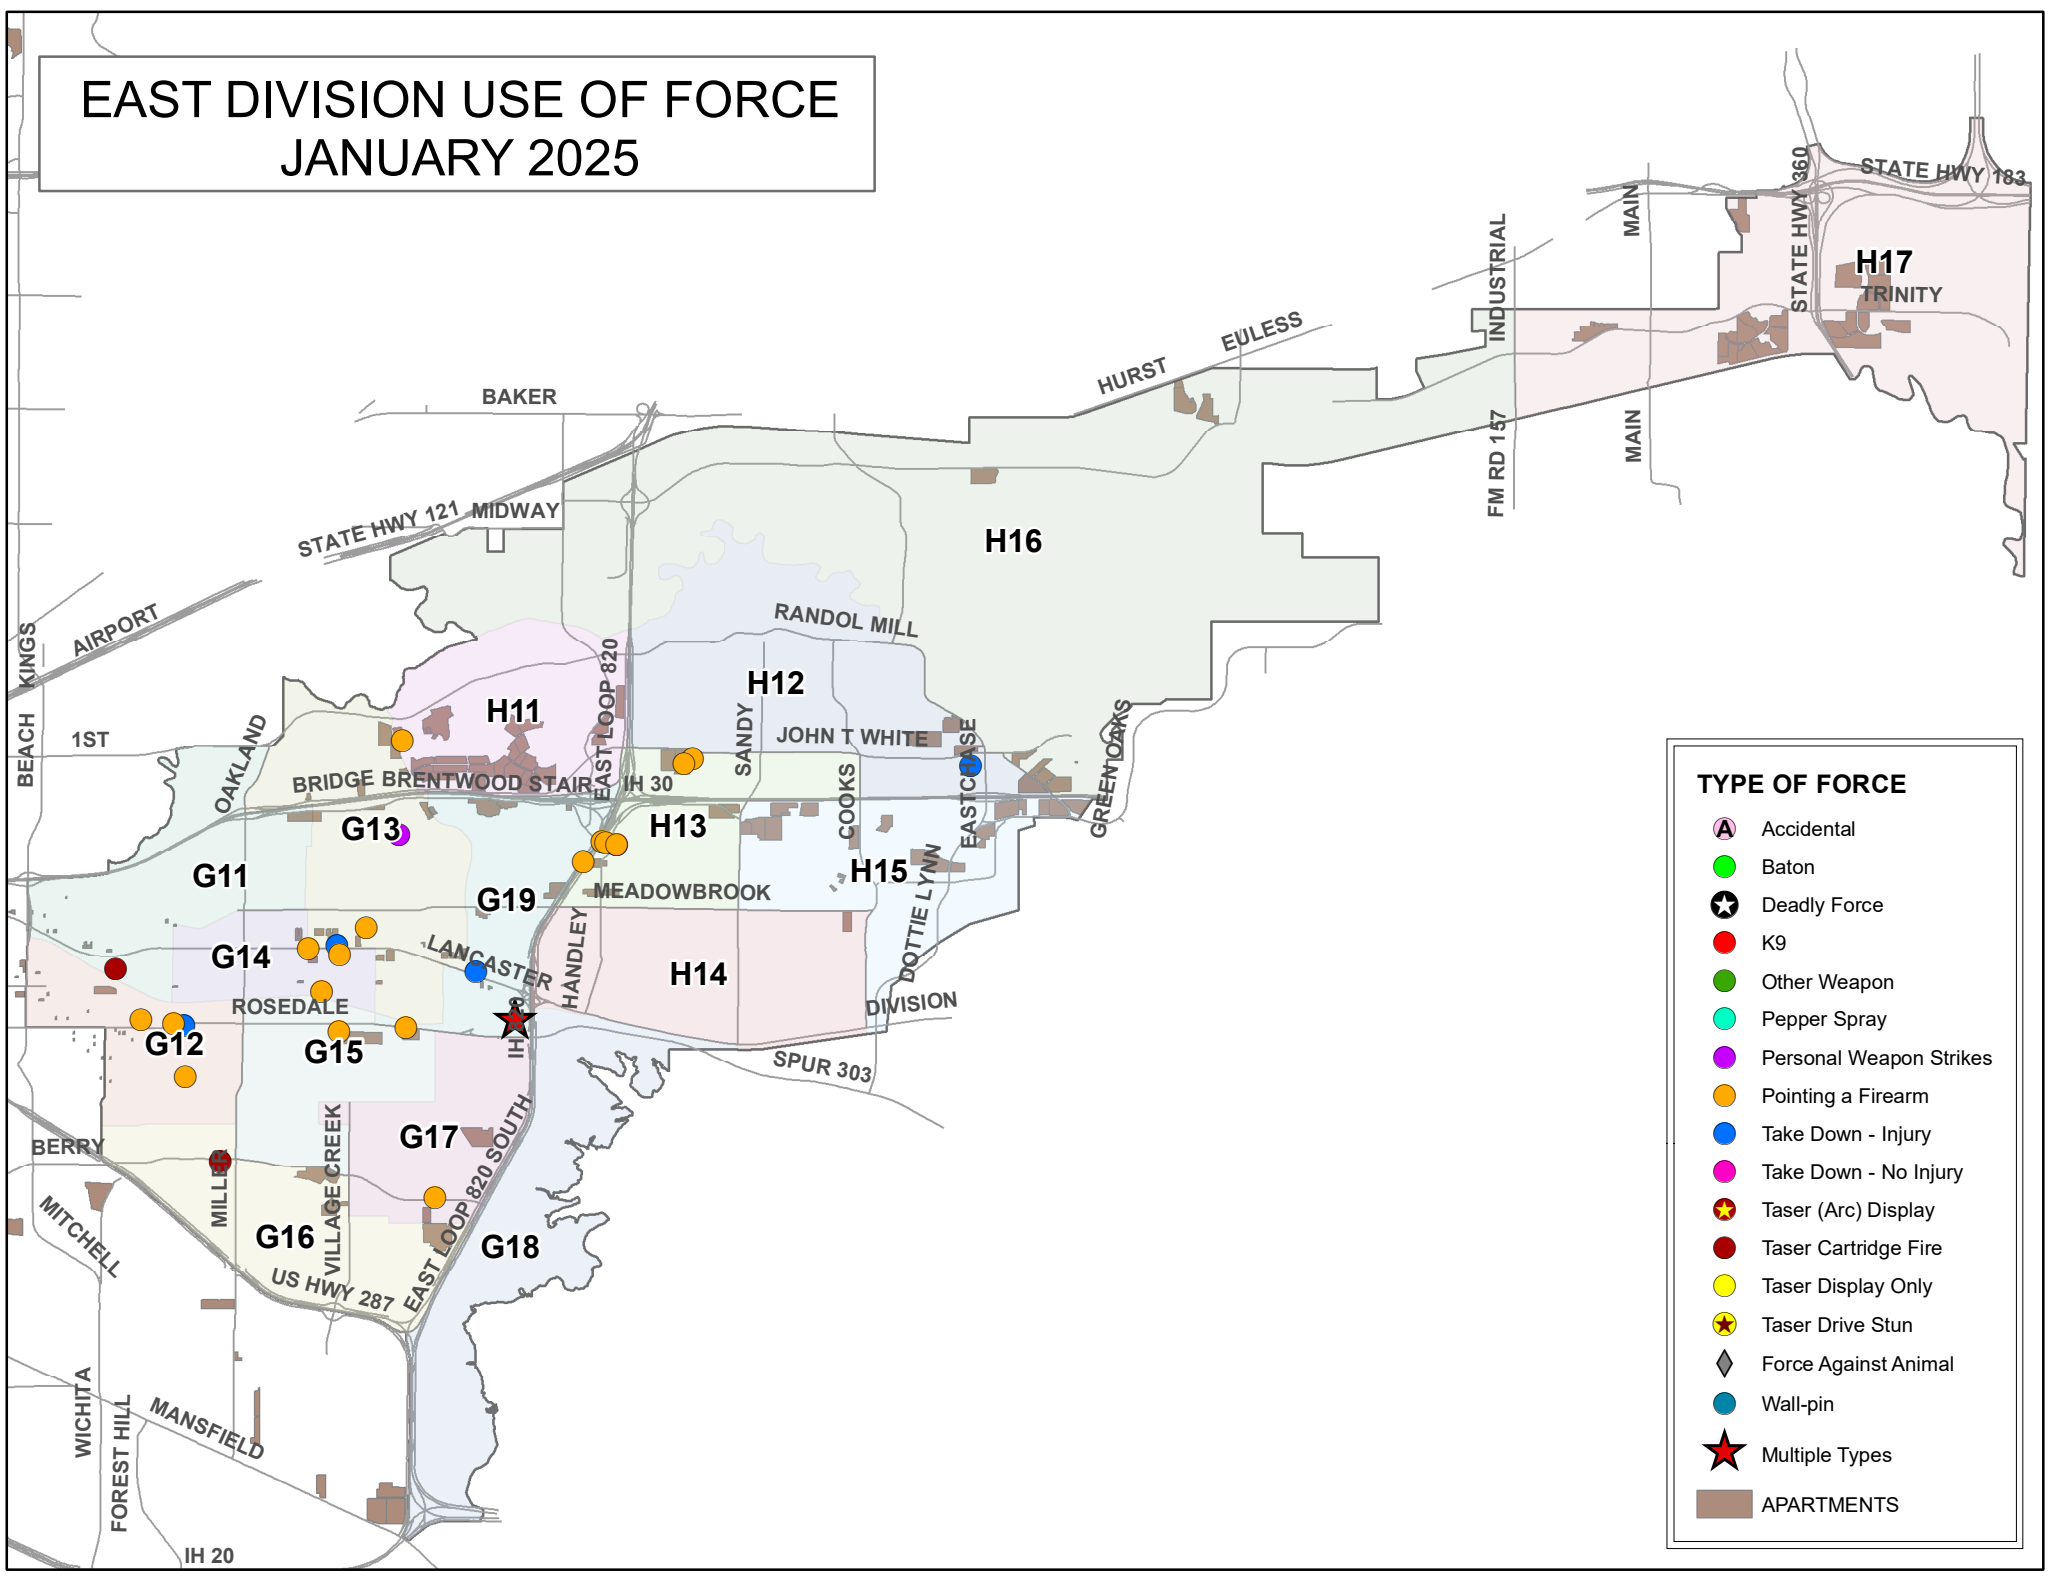 EAST DIVISION USE OF FORCE
JANUARY 2025
STATE HWY 183
STATE HWY 360
MAIN
INDUSTRIAL
H17
TRINITY
EULESS
HURST
BAKER
FM RD 157
MAIN
STATE HWY 121
MIDWAY
H16
AIRPORT
KINGS
BEACH
RANDOL MILL
EAST LOOP 820
H12
H11
OAKLAND
1ST
SANDY
JOHN T WHITE
EASTCHASE
GREEN OAKS
BRIDGE
BRENTWOOD STAIR
IH 30
COOKS
G13
H13
G11
H15
G19
MEADOWBROOK
DOTTIE LYNN
HANDLEY
LANCASTER
G14
H14
ROSEDALE
DIVISION
IH 820
G12
G15
SPUR 303
BERRY
G17
VILLAGE CREEK
MILLER
EAST LOOP 820 SOUTH
MITCHELL
G16
G18
US HWY 287
WICHITA
FOREST HILL
MANSFIELD
IH 20
TYPE OF FORCE
A Accidental
Baton
Deadly Force
K9
Other Weapon
Pepper Spray
Personal Weapon Strikes
Pointing a Firearm
Take Down - Injury
Take Down - No Injury
Taser (Arc) Display
Taser Cartridge Fire
Taser Display Only
Taser Drive Stun
Force Against Animal
Wall-pin
Multiple Types
APARTMENTS